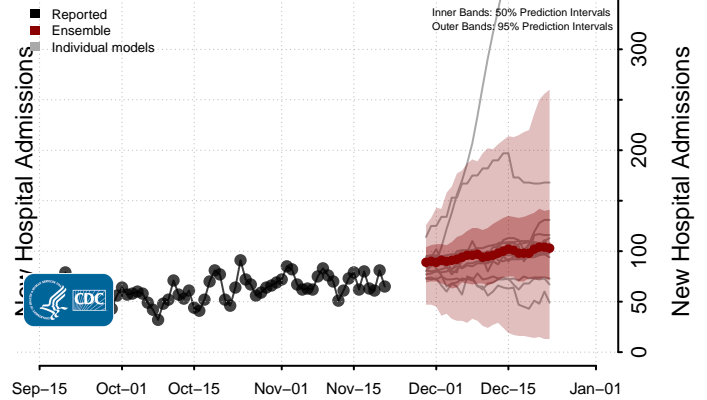 Reported
Ensemble
Individual models
Inner Bands: 50% Prediction Intervals
Outer Bands: 95% Prediction Intervals
New Hospital Admissions
CDC
300
200
100
50
0
New Hospital Admissions
Sep–15
Oct–01
Oct–15
Nov–01
Nov–15
Dec–01
Dec–15
Jan–01